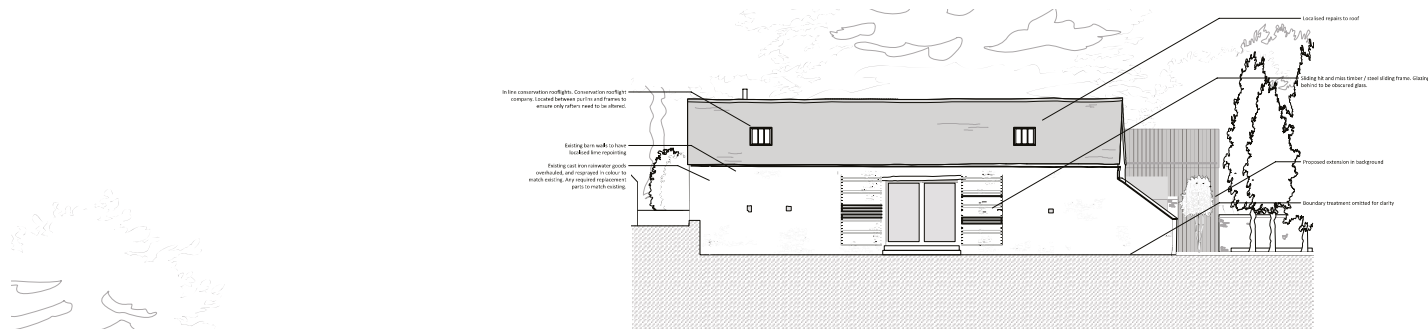 Localised repairs to roof
Sliding hit and miss timber / steel sliding frame. Glazing
behind to be obscured glass.
In line conservation rooflights. Conservation rooflight
company. Located between purlins and frames to
ensure only rafters need to be altered.
Existing barn walls to have
localised lime repointing
Existing cast iron rainwater goods
overhauled, and resprayed in colour to
match existing. Any required replacement
parts to match existing.
Proposed extension in background
Boundary treatment omitted for clarity